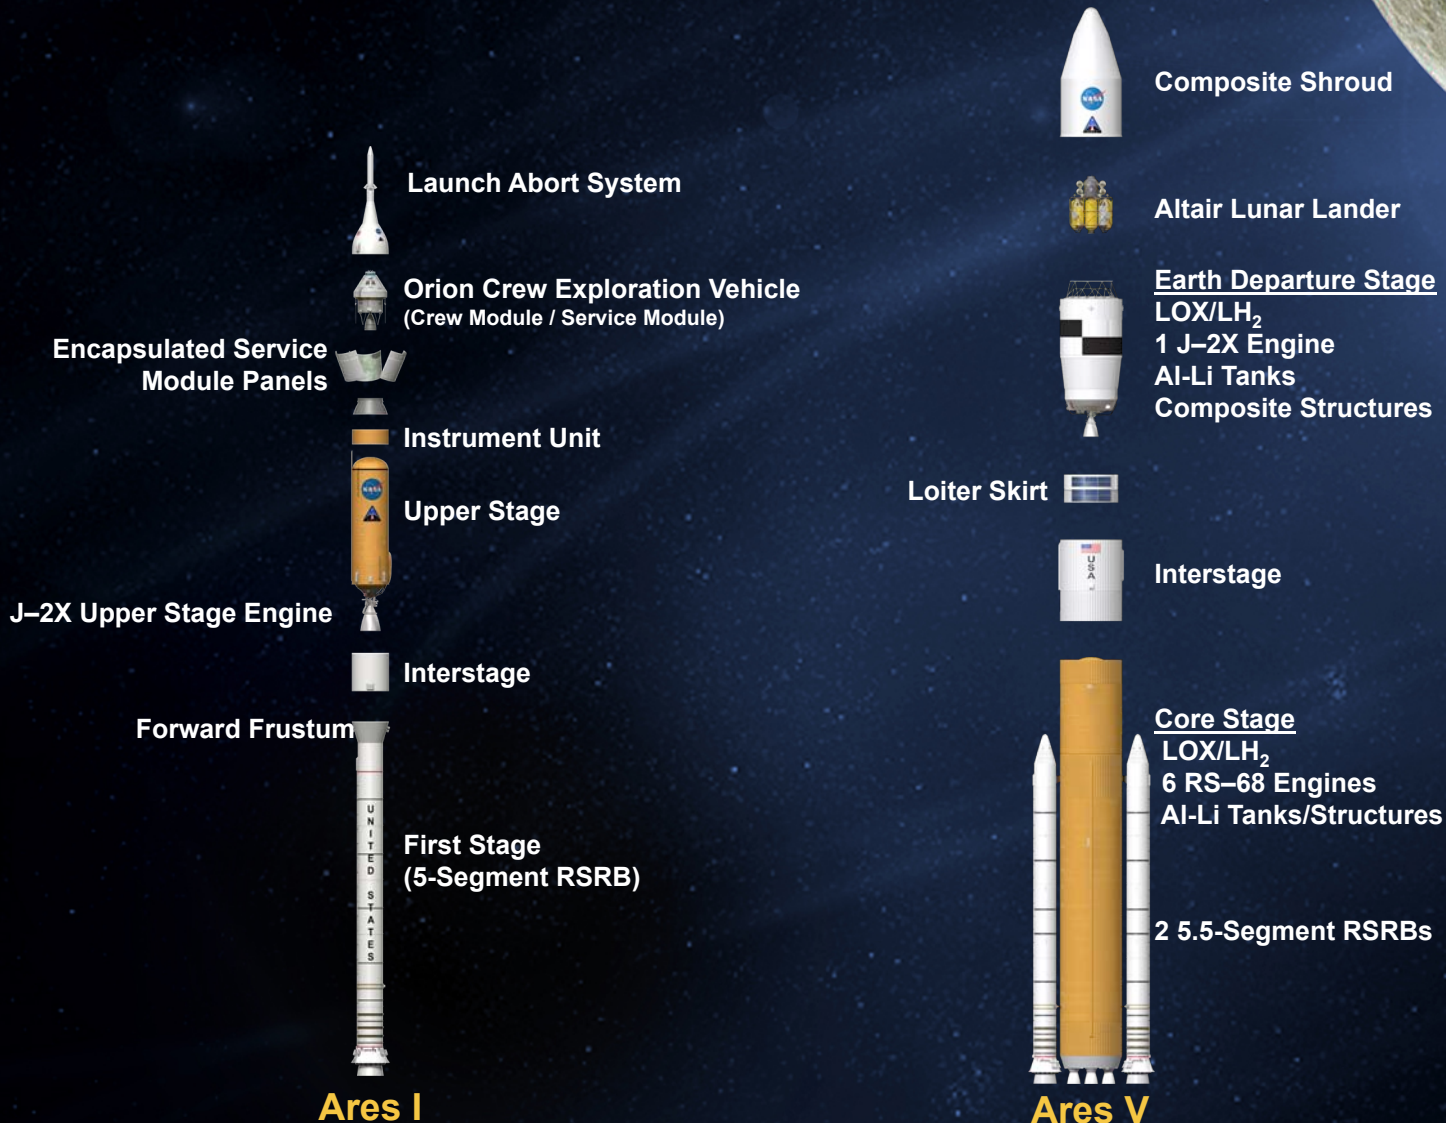 Launch Abort System
Orion Crew Exploration Vehicle
(Crew Module / Service Module)
Encapsulated Service
Module Panels
Instrument Unit
NASA
Upper Stage
J–2X Upper Stage Engine
Interstage
Forward Frustum
UNITED STATES
First Stage
(5-Segment RSRB)
Ares I
Composite Shroud
NASA
Altair Lunar Lander
Earth Departure Stage
LOX/LH₂
1 J–2X Engine
Al-Li Tanks
Composite Structures
Loiter Skirt
USA
Interstage
Core Stage
LOX/LH₂
6 RS–68 Engines
Al-Li Tanks/Structures
2 5.5-Segment RSRBs
Ares V